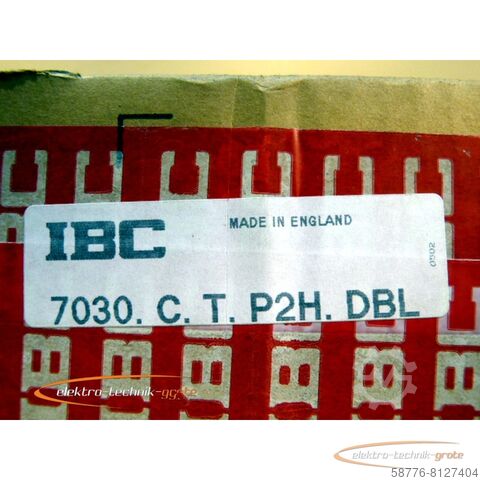 IBC MADE IN ENGLAND
7030. C. T. P2H. DBL
0502
elektro-technik-grote
elektro-technik-grote
58776-8127404